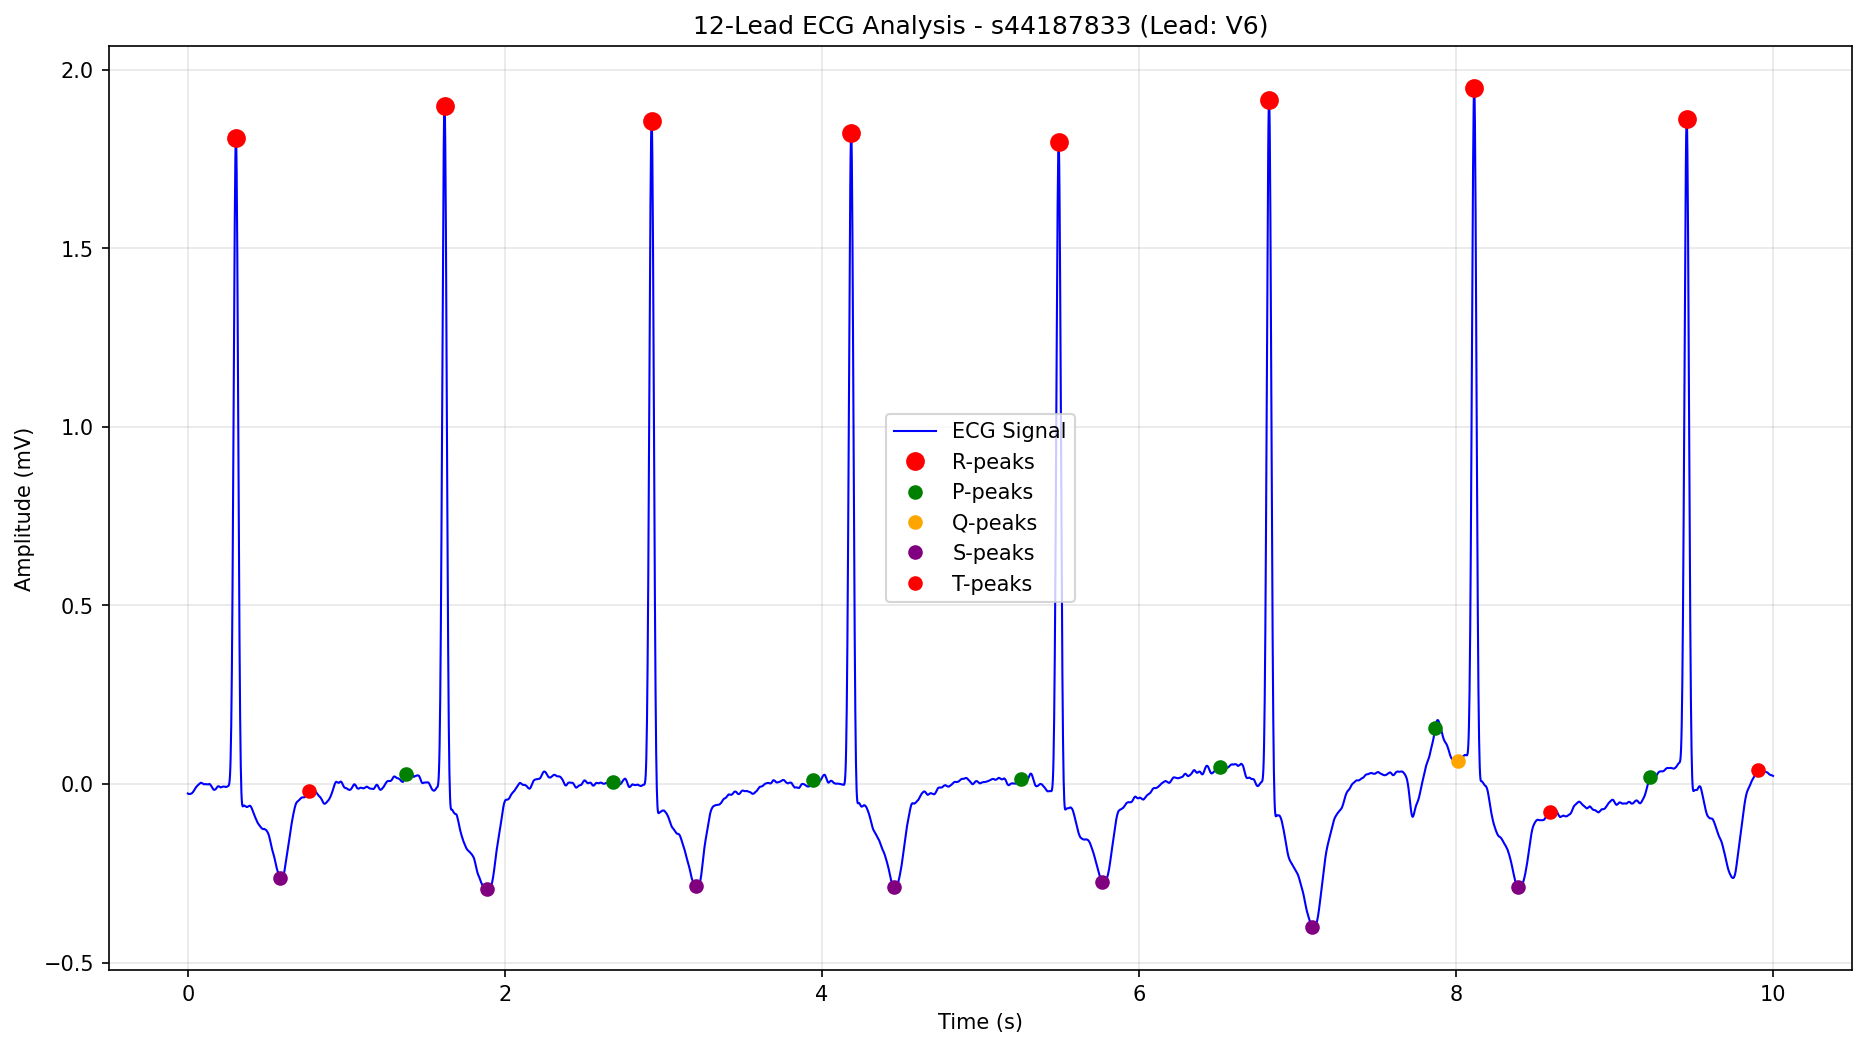 12-Lead ECG Analysis - s44187833 (Lead: V6)
Amplitude (mV)
2.0
1.5
1.0
0.5
0.0
−0.5
ECG Signal
R-peaks
P-peaks
Q-peaks
S-peaks
T-peaks
0 2 4 6 8 10
Time (s)